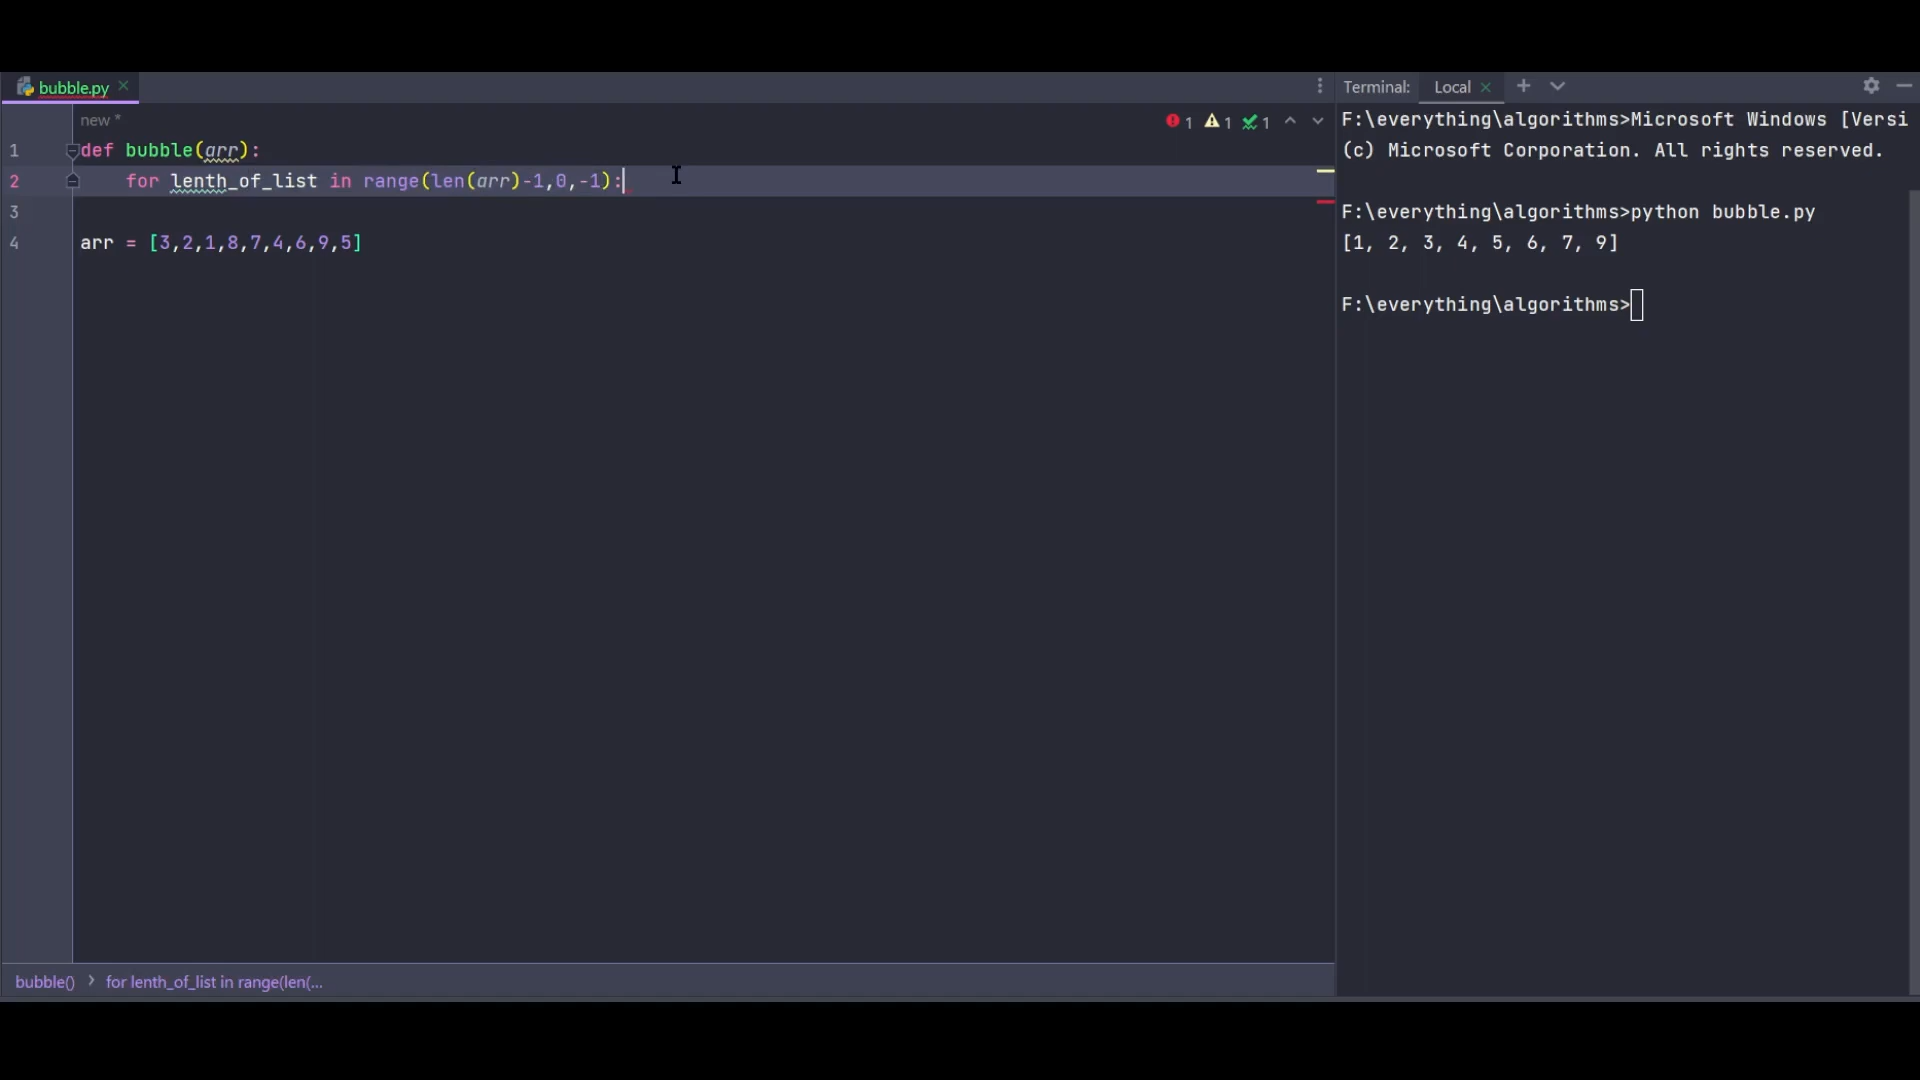 bubble.py
new *
1 def bubble(arr):
2 for lenth_of_list in range(len(arr)-1,0,-1):
3
4 arr = [3,2,1,8,7,4,6,9,5]
1 1 1
bubble() › for lenth_of_list in range(len(...
Terminal: Local
F:\everything\algorithms>Microsoft Windows [Versi
(c) Microsoft Corporation. All rights reserved.
F:\everything\algorithms>python bubble.py
[1, 2, 3, 4, 5, 6, 7, 9]
F:\everything\algorithms>